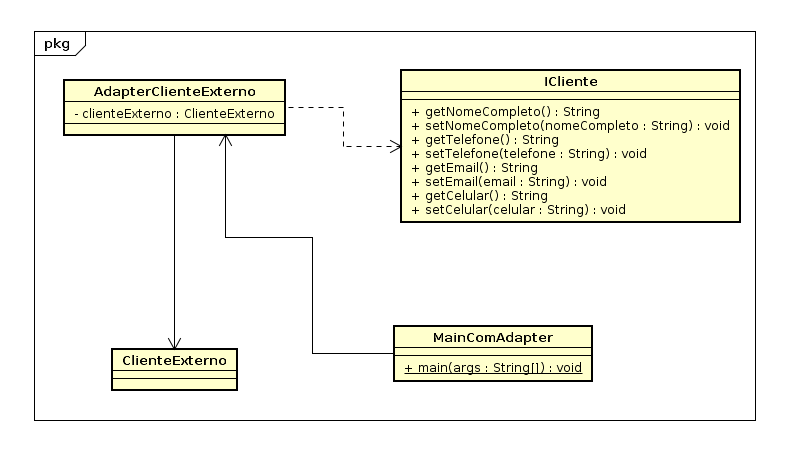 pkg
AdapterClienteExterno
- clienteExterno : ClienteExterno
ICliente
+ getNomeCompleto() : String
+ setNomeCompleto(nomeCompleto : String) : void
+ getTelefone() : String
+ setTelefone(telefone : String) : void
+ getEmail() : String
+ setEmail(email : String) : void
+ getCelular() : String
+ setCelular(celular : String) : void
ClienteExterno
MainComAdapter
+ main(args : String[]) : void